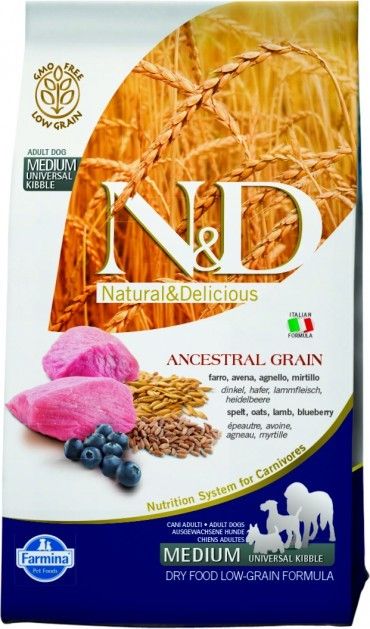 GMO FREE
LOW GRAIN
ADULT DOG
MEDIUM
UNIVERSAL
KIBBLE
N&D
Natural&Delicious
ITALIAN
FORMULA
ANCESTRAL GRAIN
farro, avena, agnello, mirtillo
dinkel, hafer, lammfleisch,
heidelbeere
spelt, oats, lamb, blueberry
épeautre, avoine,
agneau, myrtille
Nutrition System for Carnivores
CANI ADULTI • ADULT DOGS
AUSGEWACHSENE HUNDE
CHIENS ADULTES
Farmina
Pet Foods
MEDIUM UNIVERSAL KIBBLE
DRY FOOD LOW-GRAIN FORMULA